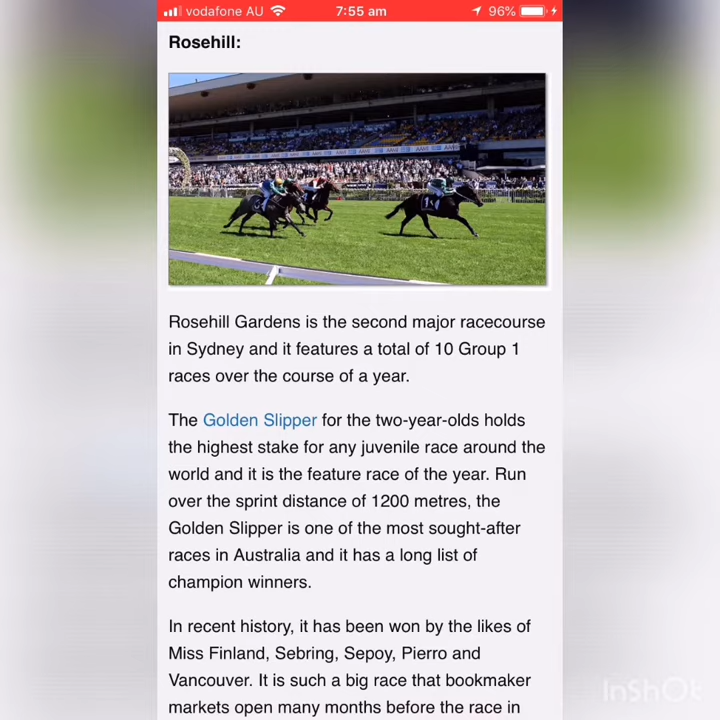 vodafone AU 7:55 am 96%
Rosehill:
Rosehill Gardens is the second major racecourse
in Sydney and it features a total of 10 Group 1
races over the course of a year.
The Golden Slipper for the two-year-olds holds
the highest stake for any juvenile race around the
world and it is the feature race of the year. Run
over the sprint distance of 1200 metres, the
Golden Slipper is one of the most sought-after
races in Australia and it has a long list of
champion winners.
In recent history, it has been won by the likes of
Miss Finland, Sebring, Sepoy, Pierro and
Vancouver. It is such a big race that bookmaker
markets open many months before the race in
InShOt